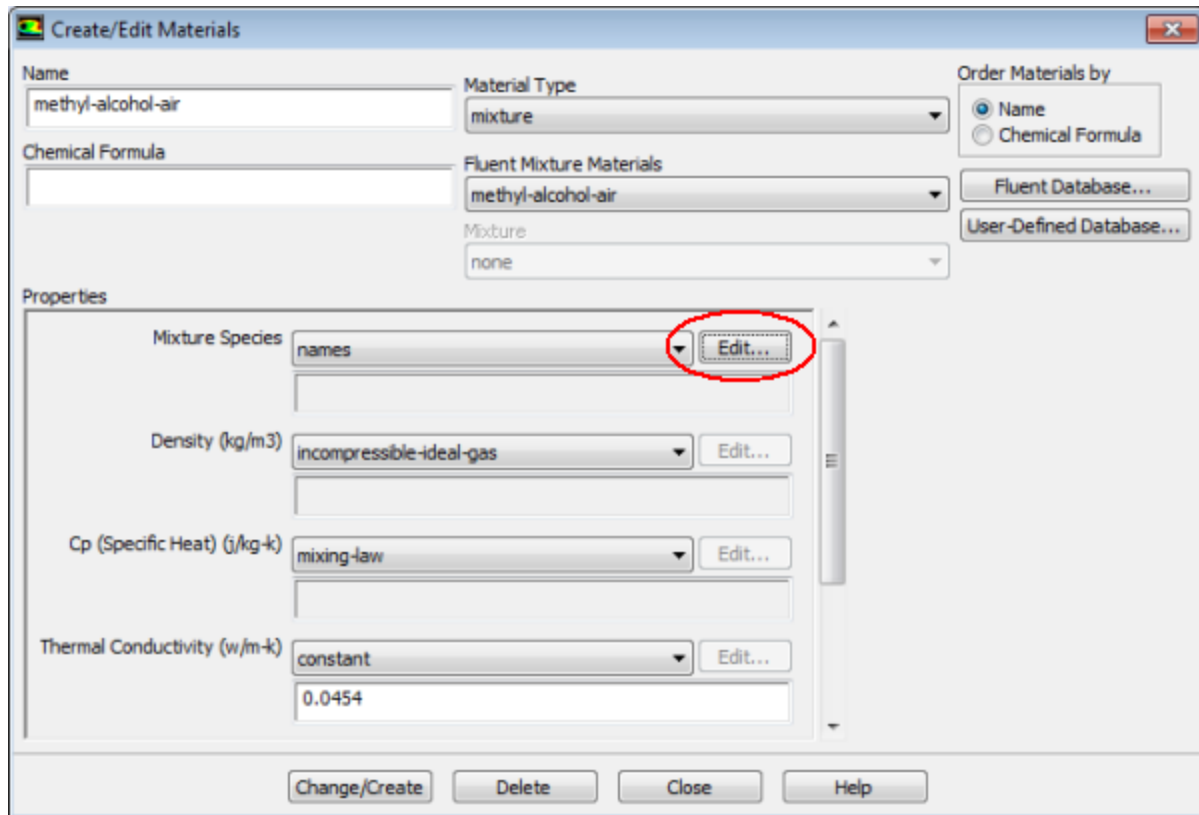 Create/Edit Materials
Name
methyl-alcohol-air
Material Type
mixture
Order Materials by
Name
Chemical Formula
Chemical Formula
Fluent Mixture Materials
methyl-alcohol-air
Fluent Database...
User-Defined Database...
Mixture
none
Properties
Mixture Species names Edit...
Density (kg/m3) incompressible-ideal-gas Edit...
Cp (Specific Heat) (j/kg-k) mixing-law Edit...
Thermal Conductivity (w/m-k) constant Edit...
0.0454
Change/Create Delete Close Help